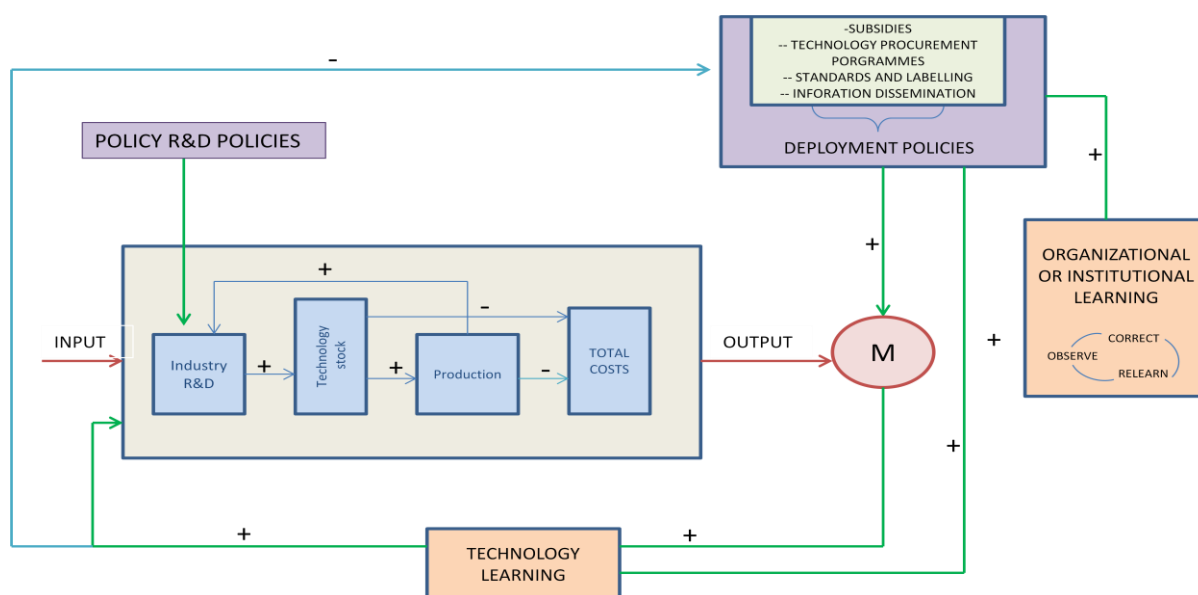 -SUBSIDIES
-- TECHNOLOGY PROCUREMENT
PORGRAMMES
-- STANDARDS AND LABELLING
-- INFORATION DISSEMINATION
DEPLOYMENT POLICIES
-
POLICY R&D POLICIES
+
+
ORGANIZATIONAL
OR INSTITUTIONAL
LEARNING
CORRECT
OBSERVE
RELEARN
+
+
-
INPUT
Industry
R&D
+
Technology
stock
+
Production
-
TOTAL
COSTS
OUTPUT
M
+
+
+
TECHNOLOGY
LEARNING
+